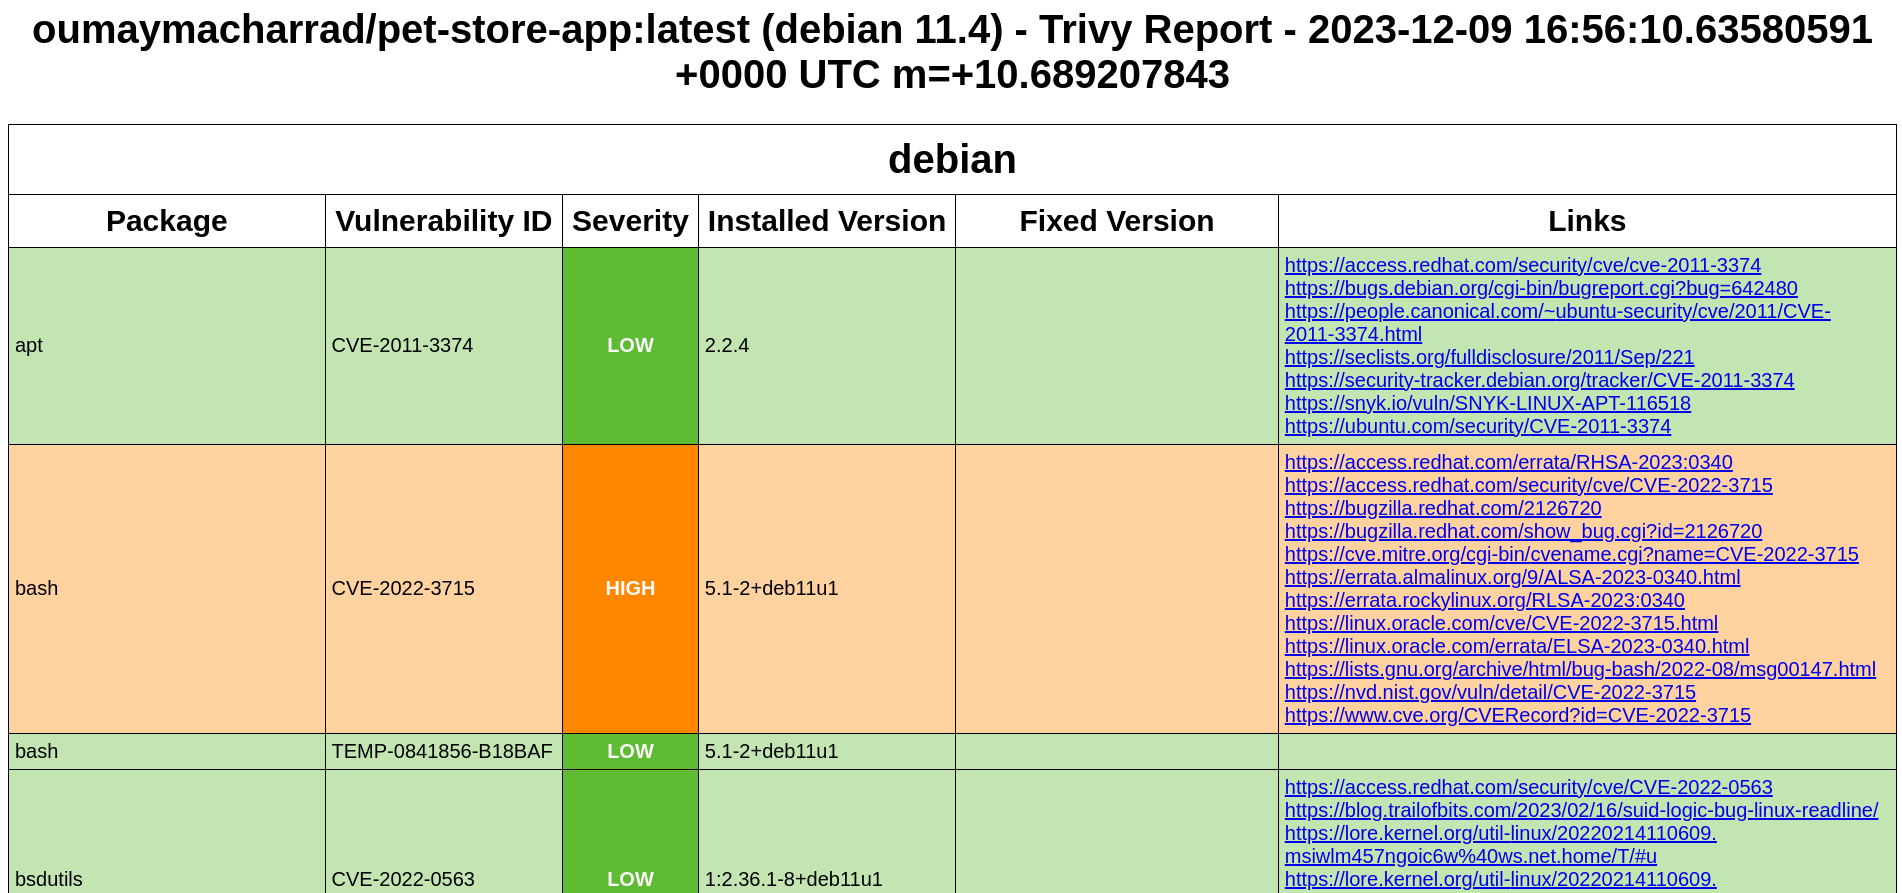 oumaymacharrad/pet-store-app:latest (debian 11.4) - Trivy Report - 2023-12-09 16:56:10.63580591
+0000 UTC m=+10.689207843
debian
Package Vulnerability ID Severity Installed Version Fixed Version Links
apt CVE-2011-3374 LOW 2.2.4
https://access.redhat.com/security/cve/cve-2011-3374
https://bugs.debian.org/cgi-bin/bugreport.cgi?bug=642480
https://people.canonical.com/~ubuntu-security/cve/2011/CVE-
2011-3374.html
https://seclists.org/fulldisclosure/2011/Sep/221
https://security-tracker.debian.org/tracker/CVE-2011-3374
https://snyk.io/vuln/SNYK-LINUX-APT-116518
https://ubuntu.com/security/CVE-2011-3374
bash CVE-2022-3715 HIGH 5.1-2+deb11u1
https://access.redhat.com/errata/RHSA-2023:0340
https://access.redhat.com/security/cve/CVE-2022-3715
https://bugzilla.redhat.com/2126720
https://bugzilla.redhat.com/show_bug.cgi?id=2126720
https://cve.mitre.org/cgi-bin/cvename.cgi?name=CVE-2022-3715
https://errata.almalinux.org/9/ALSA-2023-0340.html
https://errata.rockylinux.org/RLSA-2023:0340
https://linux.oracle.com/cve/CVE-2022-3715.html
https://linux.oracle.com/errata/ELSA-2023-0340.html
https://lists.gnu.org/archive/html/bug-bash/2022-08/msg00147.html
https://nvd.nist.gov/vuln/detail/CVE-2022-3715
https://www.cve.org/CVERecord?id=CVE-2022-3715
bash TEMP-0841856-B18BAF LOW 5.1-2+deb11u1
bsdutils CVE-2022-0563 LOW 1:2.36.1-8+deb11u1
https://access.redhat.com/security/cve/CVE-2022-0563
https://blog.trailofbits.com/2023/02/16/suid-logic-bug-linux-readline/
https://lore.kernel.org/util-linux/20220214110609.
msiwlm457ngoic6w%40ws.net.home/T/#u
https://lore.kernel.org/util-linux/20220214110609.